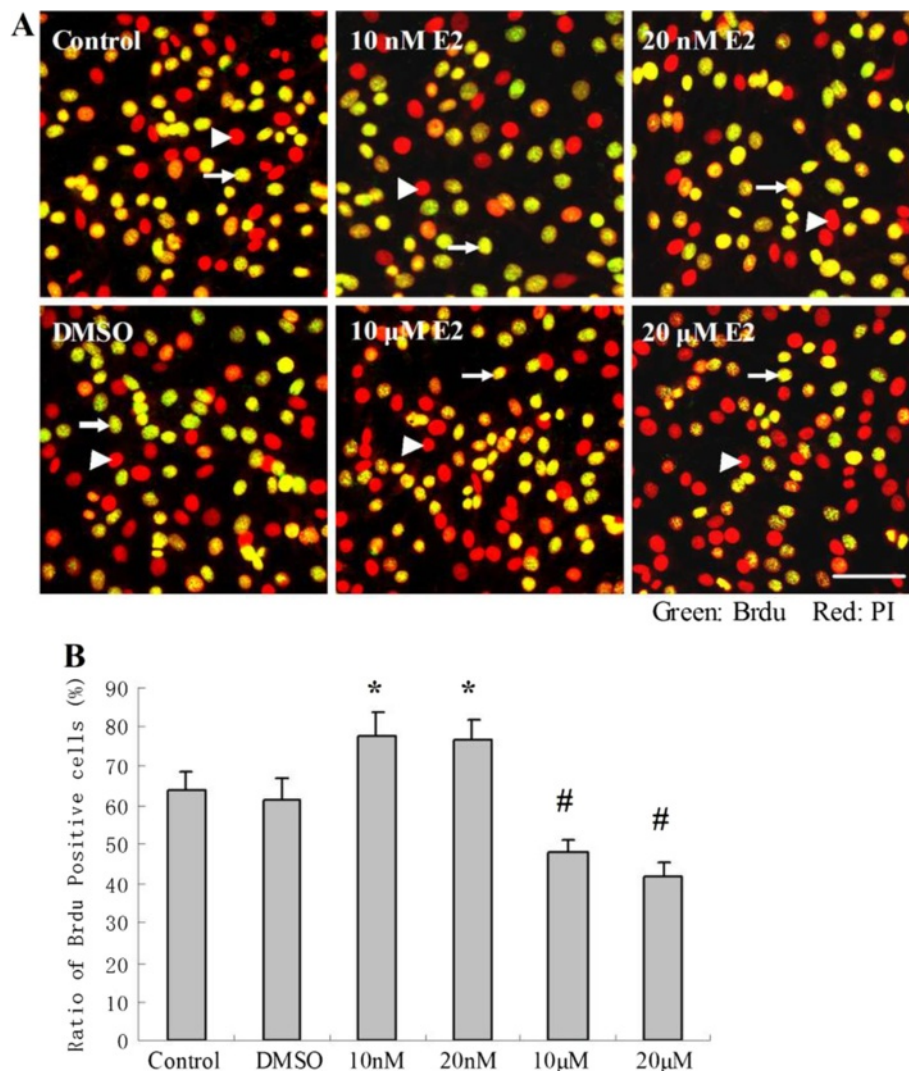 A
Control
10 nM E2
20 nM E2
DMSO
10 μM E2
20 μM E2
Green: Brdu Red: PI
B
Ratio of Brdu Positive cells (%)
90
80
70
60
50
40
30
20
10
0
* * # #
Control DMSO 10nM 20nM 10μM 20μM